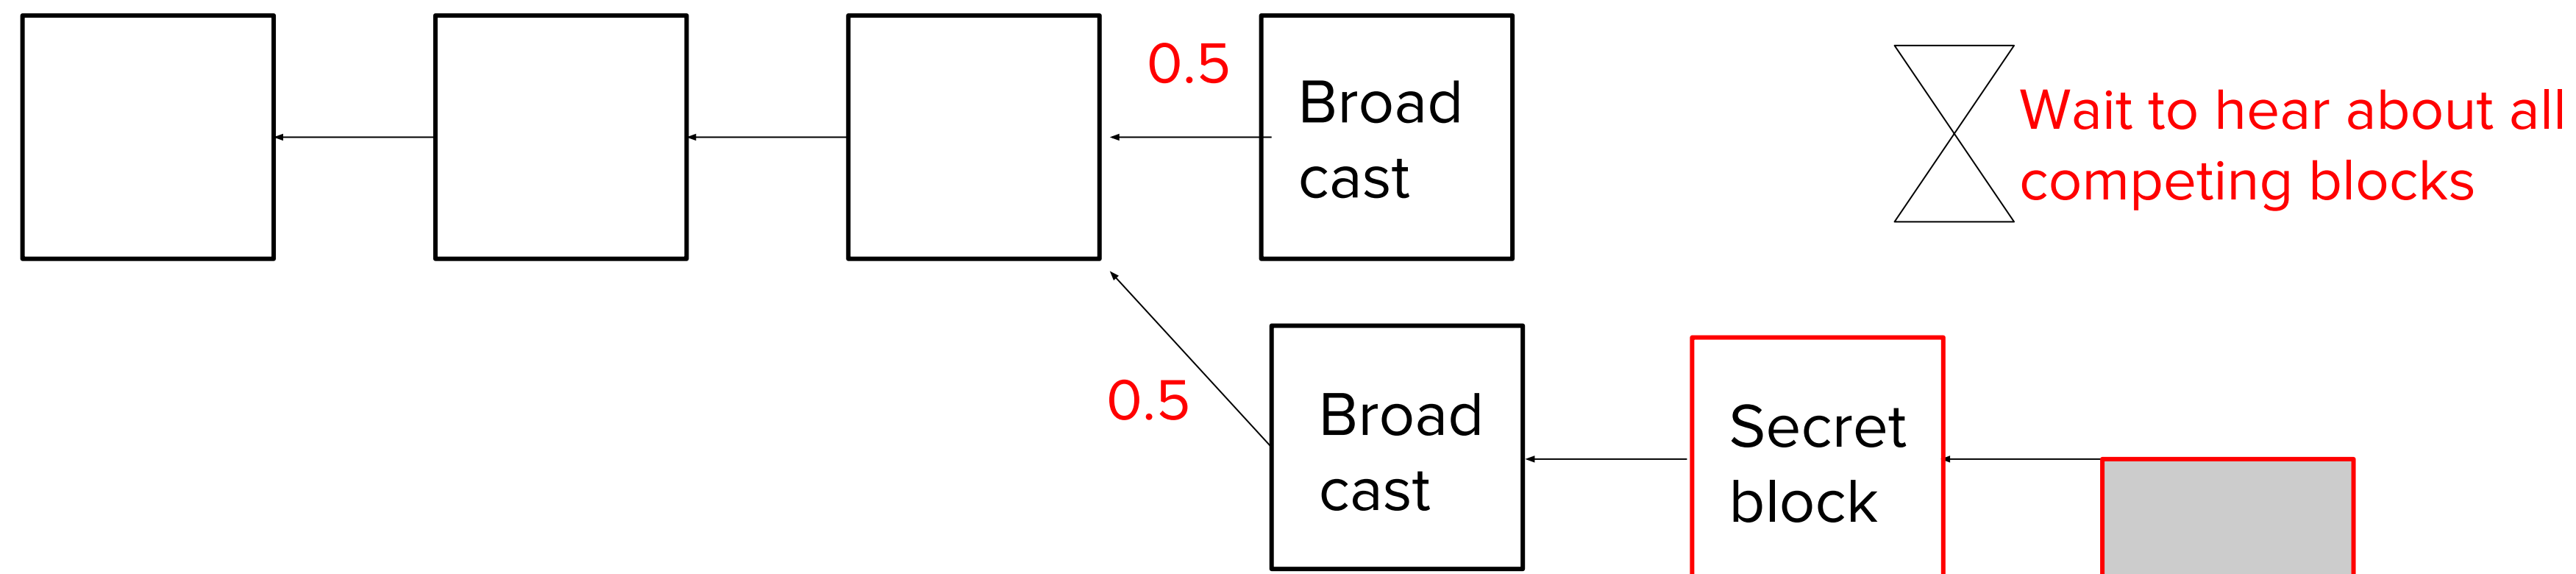 0.5
Broad
cast
Wait to hear about all
competing blocks
0.5
Broad
cast
Secret
block